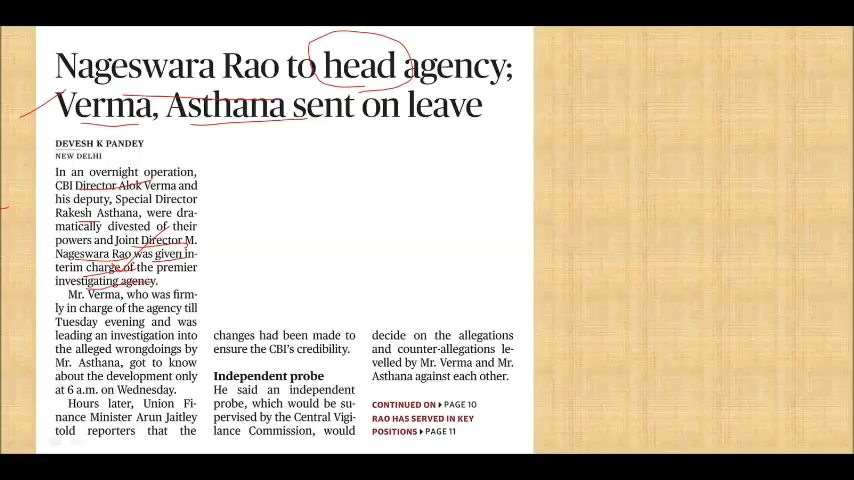 Nageswara Rao to head agency;
Verma, Asthana sent on leave
DEVESH K PANDEY
NEW DELHI
In an overnight operation,
CBI Director Alok Verma and
his deputy, Special Director
Rakesh Asthana, were dra-
matically divested of their
powers and Joint Director M.
Nageswara Rao was given in-
terim charge of the premier
investigating agency.
Mr. Verma, who was firm-
ly in charge of the agency till
Tuesday evening and was
leading an investigation into
the alleged wrongdoings by
Mr. Asthana, got to know
about the development only
at 6 a.m. on Wednesday.
Hours later, Union Fi-
nance Minister Arun Jaitley
told reporters that the
changes had been made to
ensure the CBI's credibility.
Independent probe
He said an independent
probe, which would be su-
pervised by the Central Vigi-
lance Commission, would
decide on the allegations
and counter-allegations le-
velled by Mr. Verma and Mr.
Asthana against each other.
CONTINUED ON ▸ PAGE 10
RAO HAS SERVED IN KEY
POSITIONS ▸ PAGE 11